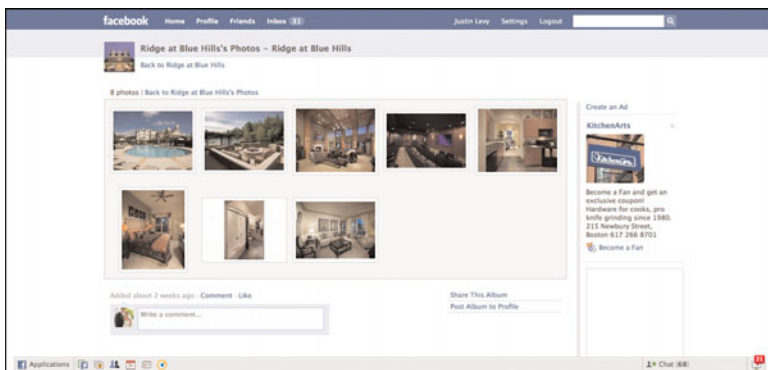 facebook Home Profile Friends Inbox 31 Justin Levy Settings Logout
Ridge at Blue Hills's Photos – Ridge at Blue Hills
Back to Ridge at Blue Hills
8 photos | Back to Ridge at Blue Hills's Photos
Create an Ad
KitchenArts
KitchenArts
Become a Fan and get an
exclusive coupon!
Hardware for cooks, pro
knife grinding since 1980.
215 Newbury Street,
Boston 617 266 8701
Become a Fan
Added about 2 weeks ago · Comment · Like
Write a comment...
Share This Album
Post Album to Profile
Applications
Chat (68)
21